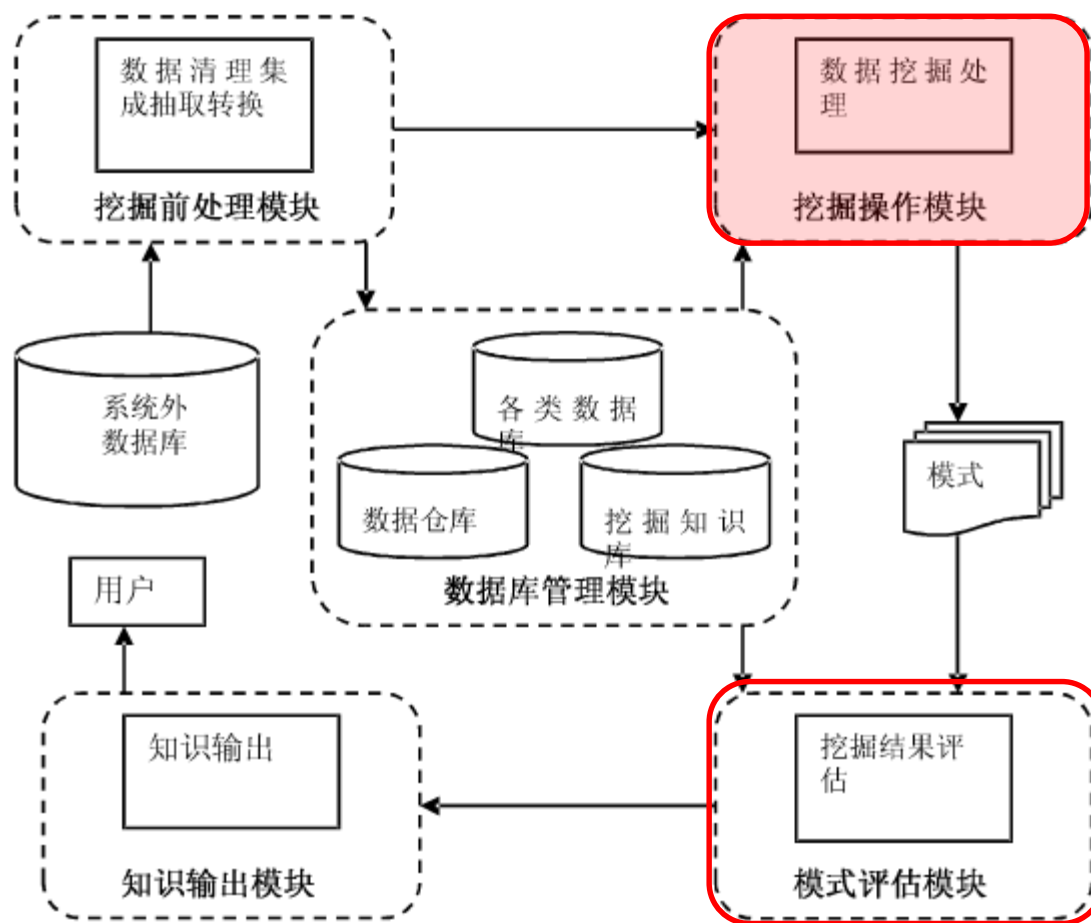 数据清理集
成抽取转换
挖掘前处理模块
数据挖掘处
理
挖掘操作模块
系统外
数据库
各类数据
库
数据仓库
挖掘知识
库
数据库管理模块
模式
用户
知识输出
知识输出模块
挖掘结果评
估
模式评估模块